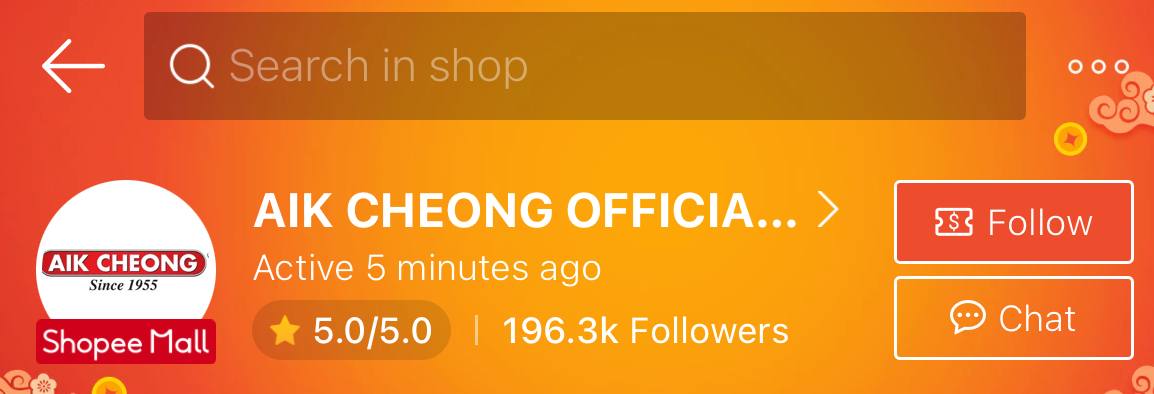 Search in shop
AIK CHEONG OFFICIA...
Follow
Active 5 minutes ago
AIK CHEONG
Since 1955
Shopee Mall
5.0/5.0 | 196.3k Followers
Chat